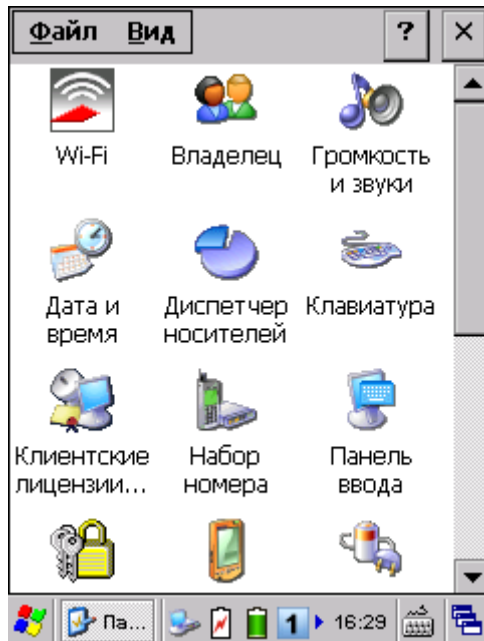 Файл Вид ? ×
Wi-Fi Владелец Громкость
и звуки
Дата и Диспетчер Клавиатура
время носителей
Клиентские Набор Панель
лицензии... номера ввода
Па... 1 16:29